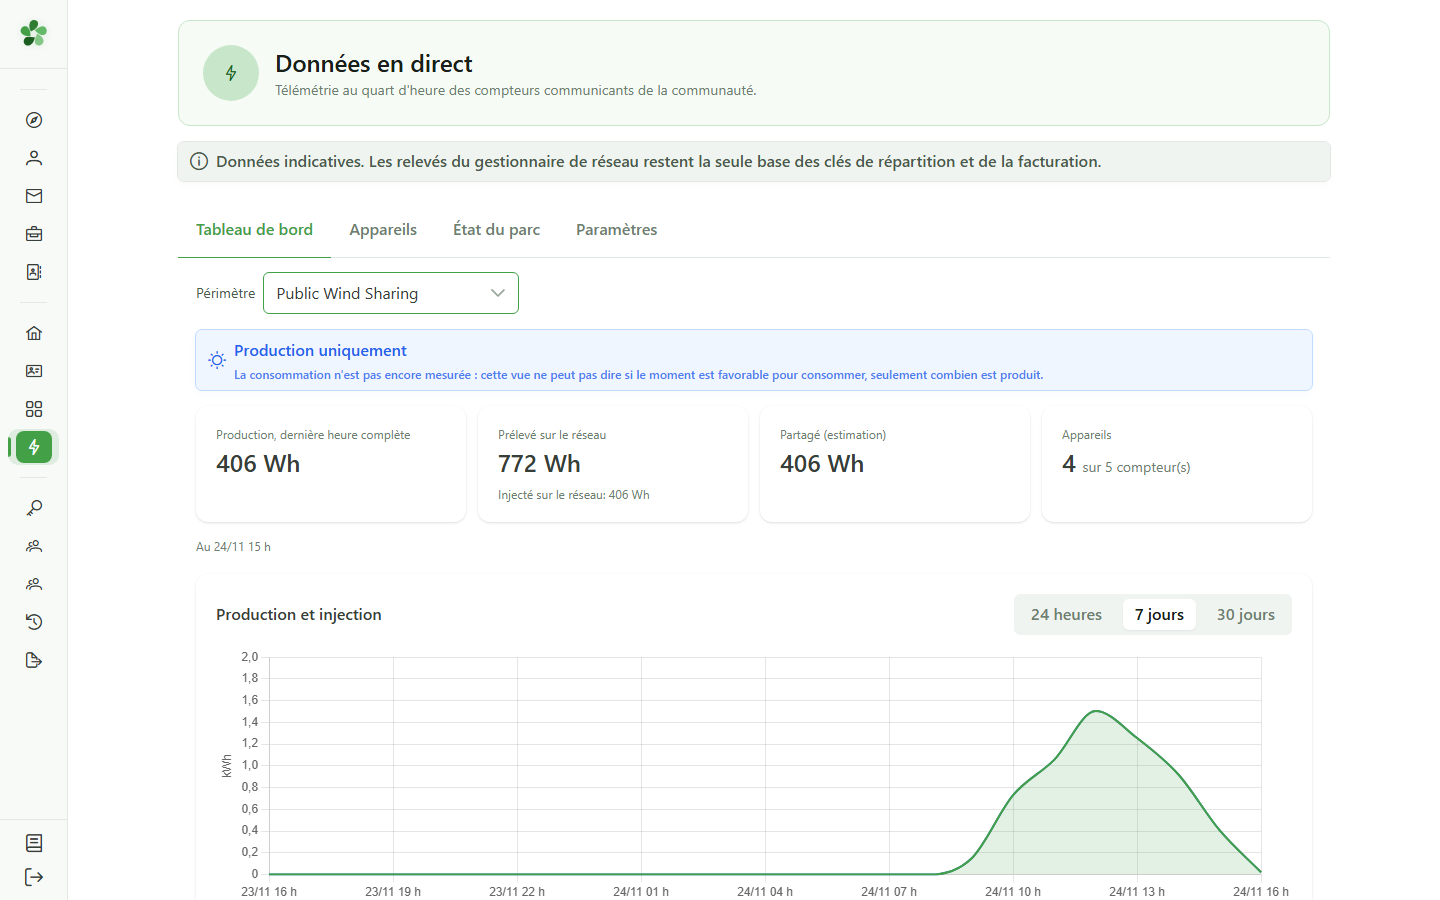 Données en direct
Télémétrie au quart d'heure des compteurs communicants de la communauté.
Données indicatives. Les relevés du gestionnaire de réseau restent la seule base des clés de répartition et de la facturation.
Tableau de bord
Appareils
État du parc
Paramètres
Périmètre
Public Wind Sharing
Production uniquement
La consommation n'est pas encore mesurée : cette vue ne peut pas dire si le moment est favorable pour consommer, seulement combien est produit.
Production, dernière heure complète
406 Wh
Prélevé sur le réseau
772 Wh
Injecté sur le réseau: 406 Wh
Partagé (estimation)
406 Wh
Appareils
4 sur 5 compteur(s)
Au 24/11 15 h
Production et injection
24 heures
7 jours
30 jours
2,0
1,8
1,6
1,4
1,2
1,0
0,8
0,6
0,4
0,2
0
kWh
23/11 16 h
23/11 19 h
23/11 22 h
24/11 01 h
24/11 04 h
24/11 07 h
24/11 10 h
24/11 13 h
24/11 16 h